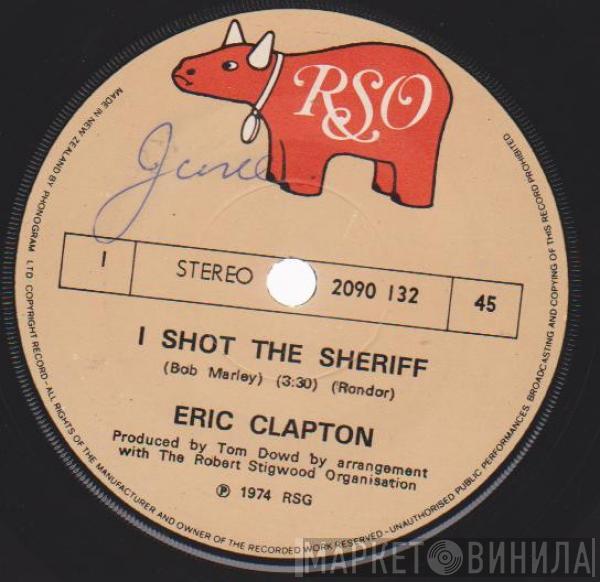 RSO
June
1
STEREO
2090 132
45
I SHOT THE SHERIFF
(Bob Marley) (3:30) (Rondor)
ERIC CLAPTON
Produced by Tom Dowd by arrangement
with The Robert Stigwood Organisation
℗ 1974 RSG
MADE IN NEW ZEALAND BY PHONOGRAM LTD COPYRIGHT RECORD - ALL RIGHTS OF THE MANUFACTURER AND OWNER OF THE RECORDED WORK RESERVED - UNAUTHORISED PUBLIC PERFORMANCES, BROADCASTING AND COPYING OF THIS RECORD PROHIBITED
МАРКЕТ ВИНИЛА